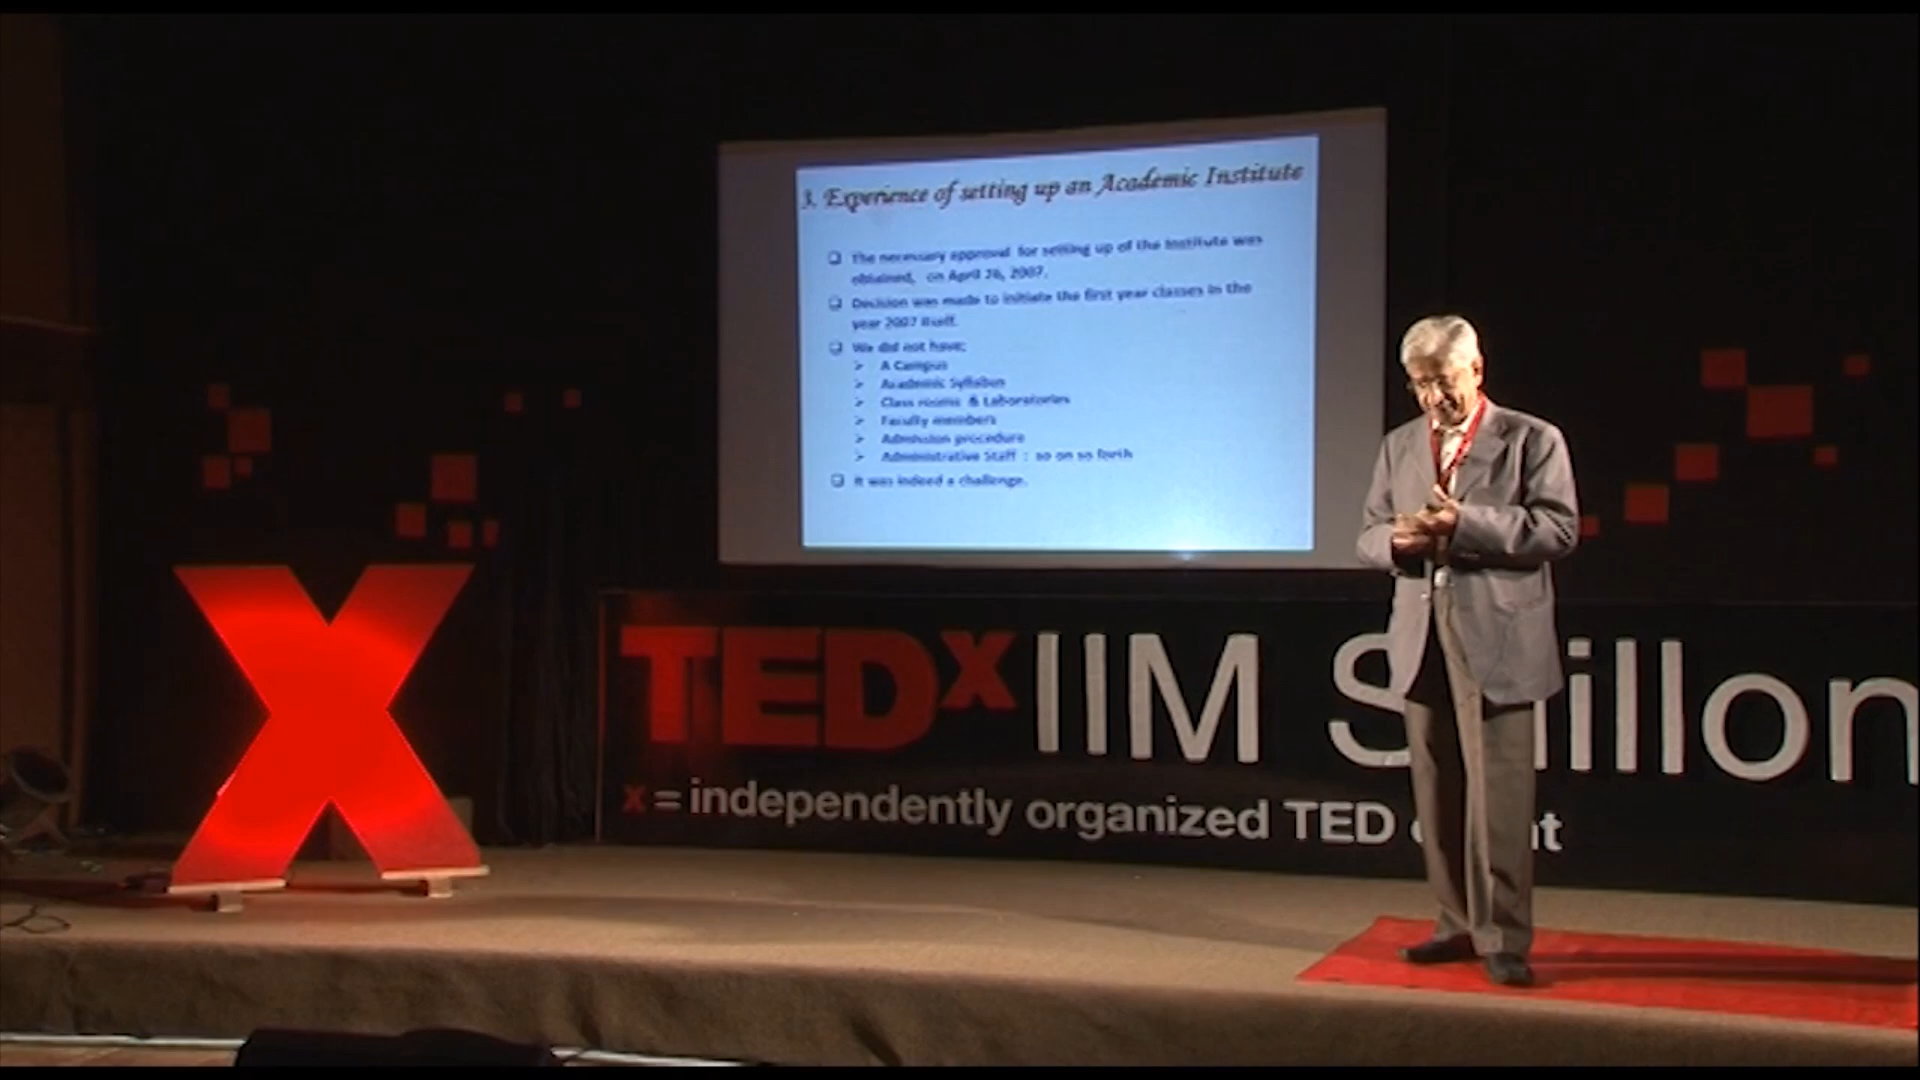 3. Experience of setting up an Academic Institute
❑ The necessary approval for setting up of the Institute was
obtained, on April 26, 2007.
❑ Decision was made to initiate the first year classes in the
year 2007 itself.
❑ We did not have:
➢ A Campus
➢ Academic Syllabus
➢ Class rooms & Laboratories
➢ Faculty members
➢ Admission procedure
➢ Administrative Staff : so on so forth
❑ It was indeed a challenge.
X
TEDx IIM S illon
x = independently organized TED e nt